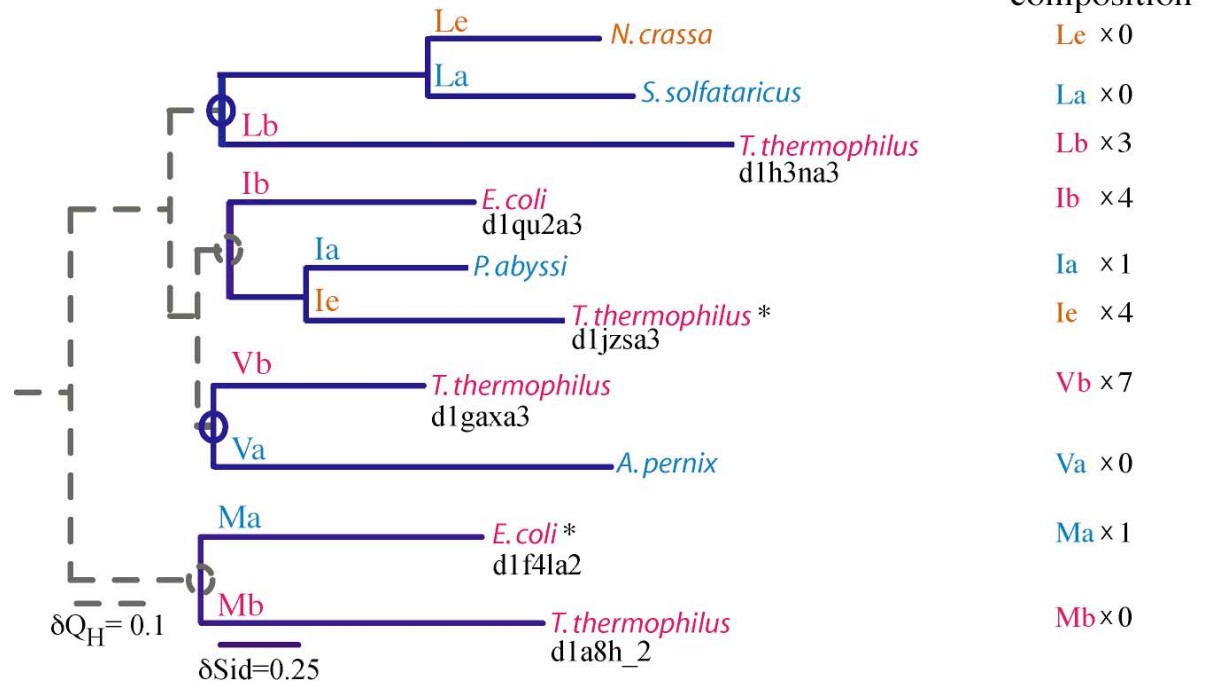 composition
Le N. crassa Le ×0
La S. solfataricus La ×0
Lb T. thermophilus Lb ×3
d1h3na3
Ib E. coli Ib ×4
d1qu2a3
Ia P. abyssi Ia ×1
Ie T. thermophilus * Ie ×4
d1jzsa3
Vb T. thermophilus Vb ×7
d1gaxa3
Va A. pernix Va ×0
Ma E. coli * Ma ×1
d1f4la2
Mb T. thermophilus Mb ×0
δQH= 0.1
d1a8h_2
δSid=0.25